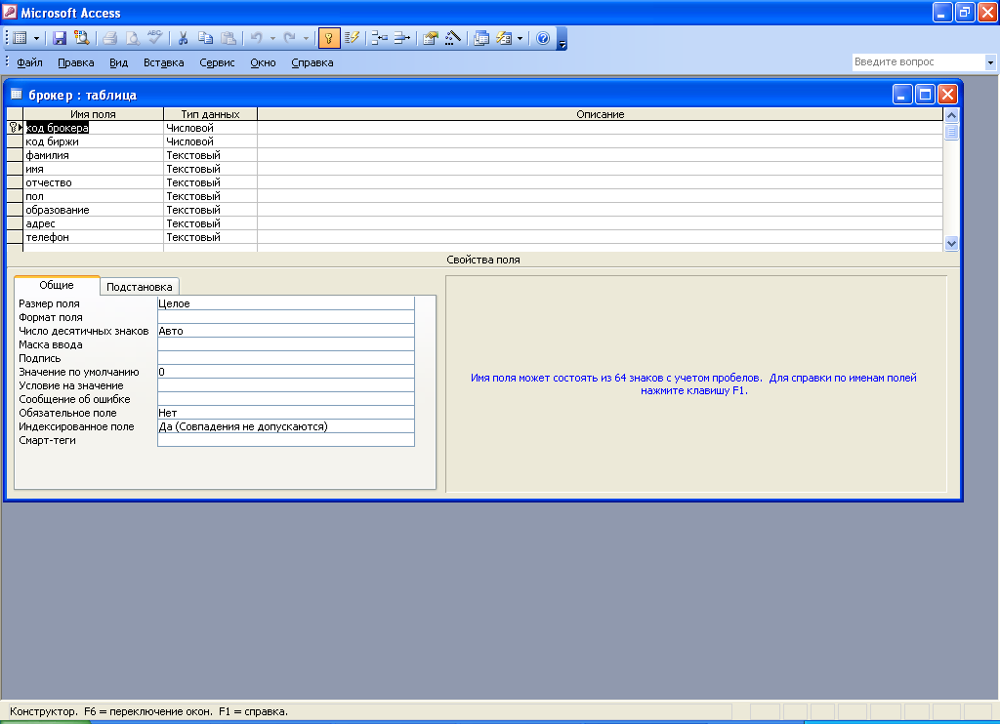 Microsoft Access
Файл Правка Вид Вставка Сервис Окно Справка Введите вопрос
брокер : таблица
Имя поля Тип данных Описание
код брокера Числовой
код биржи Числовой
фамилия Текстовый
имя Текстовый
отчество Текстовый
пол Текстовый
образование Текстовый
адрес Текстовый
телефон Текстовый
Свойства поля
Общие Подстановка
Размер поля Целое
Формат поля
Число десятичных знаков Авто
Маска ввода
Подпись
Значение по умолчанию 0
Условие на значение
Сообщение об ошибке
Обязательное поле Нет
Индексированное поле Да (Совпадения не допускаются)
Смарт-теги
Имя поля может состоять из 64 знаков с учетом пробелов. Для справки по именам полей
нажмите клавишу F1.
Конструктор. F6 = переключение окон. F1 = справка.